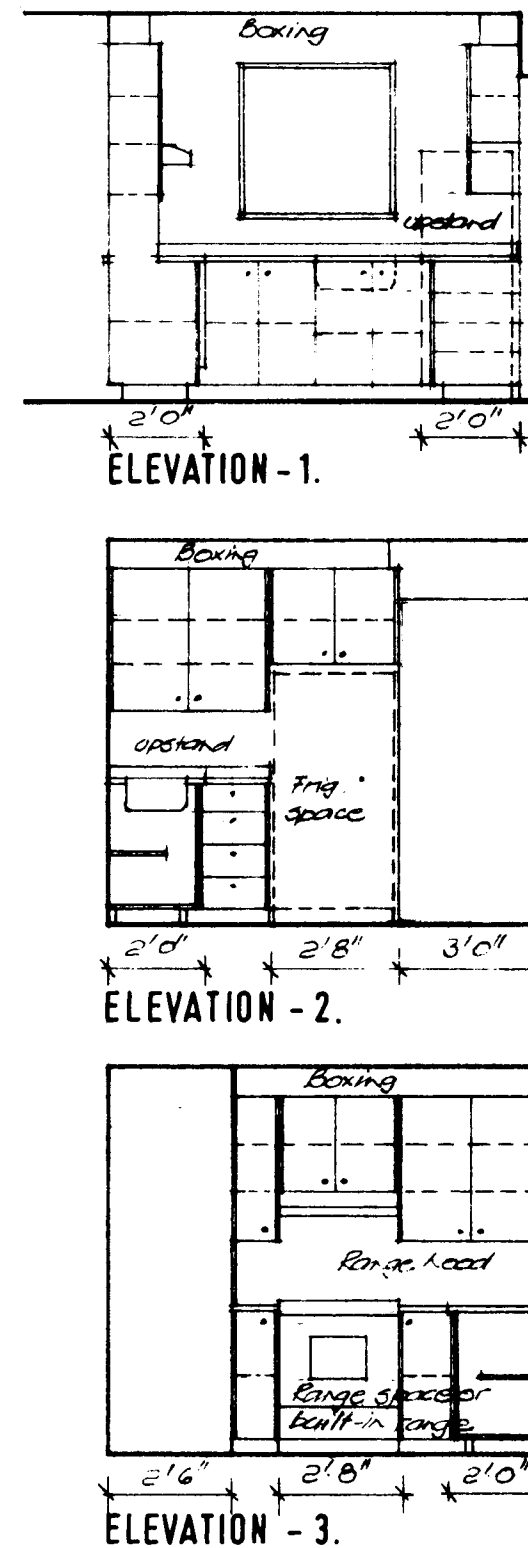 Boxing
upstand
2'0" 2'0"
ELEVATION - 1.
Boxing
upstand
Frig.
space
2'0" 2'8" 3'0"
ELEVATION - 2.
Boxing
Range hood
Range space or
built-in range
2'6" 2'8" 2'0"
ELEVATION - 3.